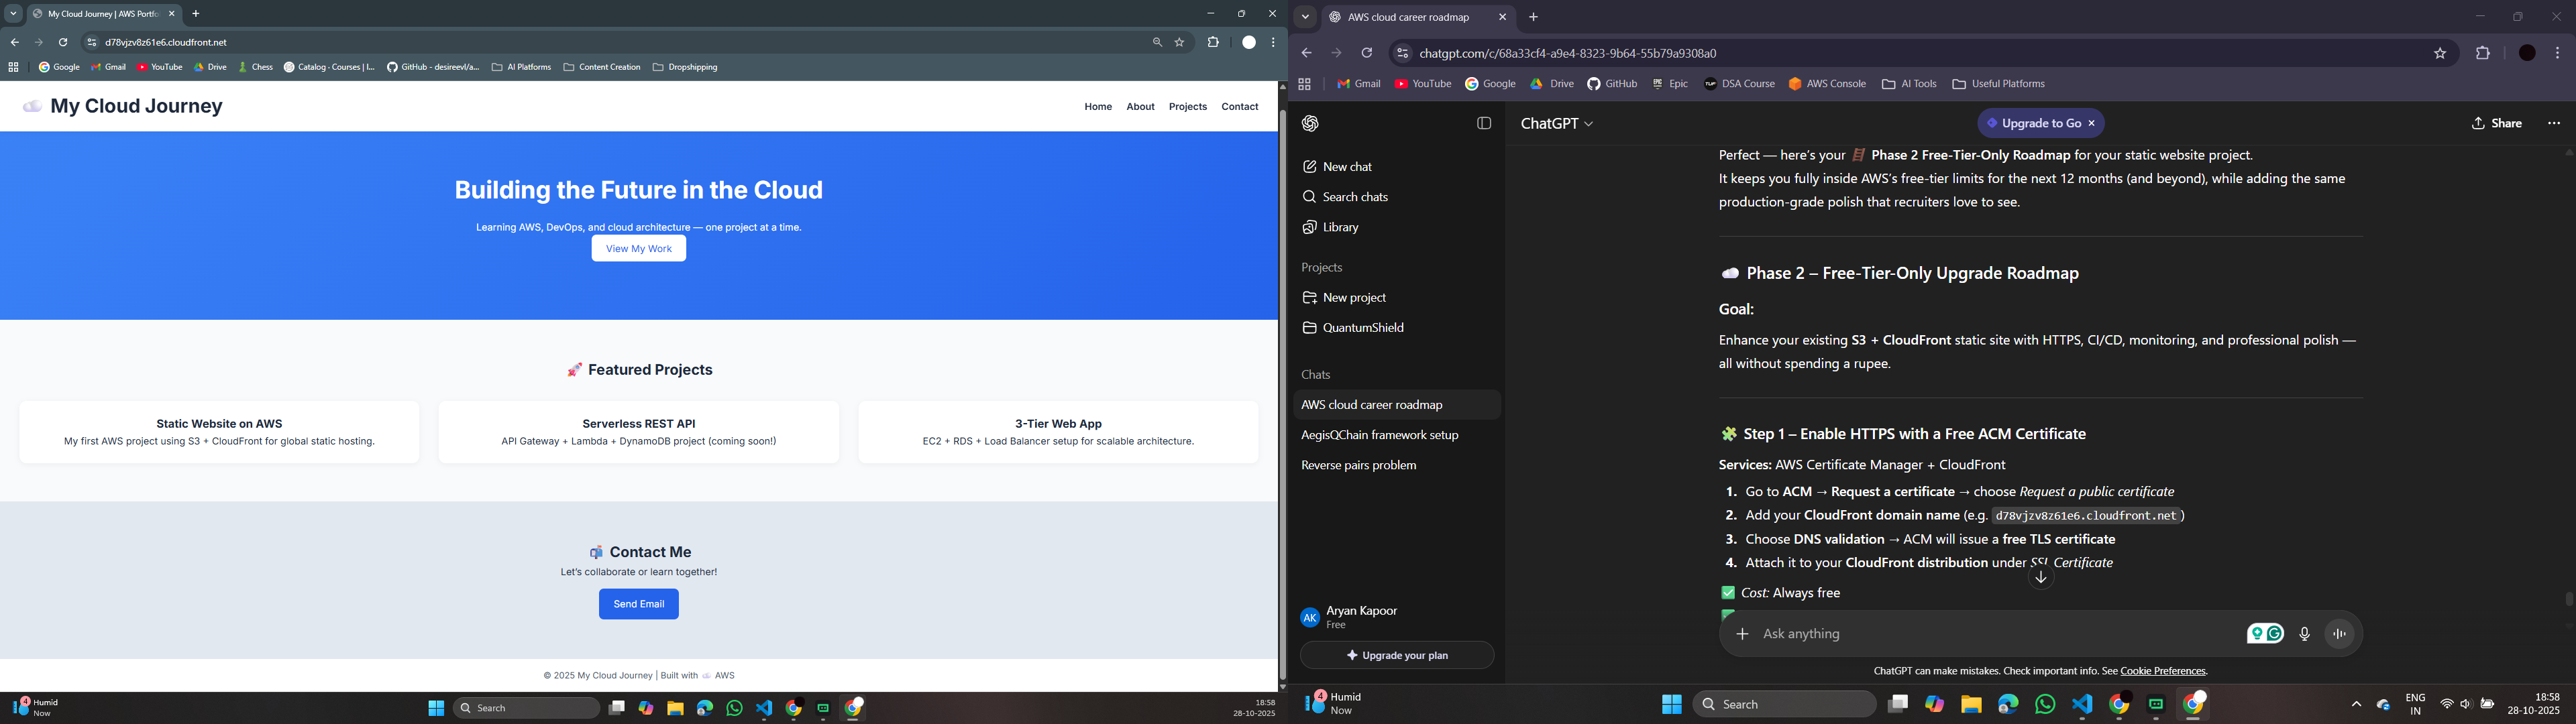 My Cloud Journey | AWS Portfo
d78vjzv8z61e6.cloudfront.net
Google
Gmail
YouTube
Drive
Chess
Catalog - Courses | I...
GitHub - desireevl/a...
AI Platforms
Content Creation
Dropshipping
☁️ My Cloud Journey
Home
About
Projects
Contact
Building the Future in the Cloud
Learning AWS, DevOps, and cloud architecture — one project at a time.
View My Work
🚀 Featured Projects
Static Website on AWS
My first AWS project using S3 + CloudFront for global static hosting.
Serverless REST API
API Gateway + Lambda + DynamoDB project (coming soon!)
3-Tier Web App
EC2 + RDS + Load Balancer setup for scalable architecture.
📬 Contact Me
Let's collaborate or learn together!
Send Email
© 2025 My Cloud Journey | Built with ☁️ AWS
4
Humid
Now
Search
18:58
28-10-2025
AWS cloud career roadmap
chatgpt.com/c/68a33cf4-a9e4-8323-9b64-55b79a9308a0
Gmail
YouTube
Google
Drive
GitHub
Epic
DSA Course
AWS Console
AI Tools
Useful Platforms
New chat
Search chats
Library
Projects
New project
QuantumShield
Chats
AWS cloud career roadmap
AegisQChain framework setup
Reverse pairs problem
AK
Aryan Kapoor
Free
Upgrade your plan
ChatGPT
Upgrade to Go
Share
Perfect — here's your 🧱 Phase 2 Free-Tier-Only Roadmap for your static website project.
It keeps you fully inside AWS's free-tier limits for the next 12 months (and beyond), while adding the same
production-grade polish that recruiters love to see.
☁️ Phase 2 – Free-Tier-Only Upgrade Roadmap
Goal:
Enhance your existing S3 + CloudFront static site with HTTPS, CI/CD, monitoring, and professional polish —
all without spending a rupee.
🧩 Step 1 – Enable HTTPS with a Free ACM Certificate
Services: AWS Certificate Manager + CloudFront
1. Go to ACM → Request a certificate → choose Request a public certificate
2. Add your CloudFront domain name (e.g. d78vjzv8z61e6.cloudfront.net)
3. Choose DNS validation → ACM will issue a free TLS certificate
4. Attach it to your CloudFront distribution under SSL Certificate
✅ Cost: Always free
Ask anything
ChatGPT can make mistakes. Check important info. See Cookie Preferences.
4
Humid
Now
Search
ENG
IN
18:58
28-10-2025